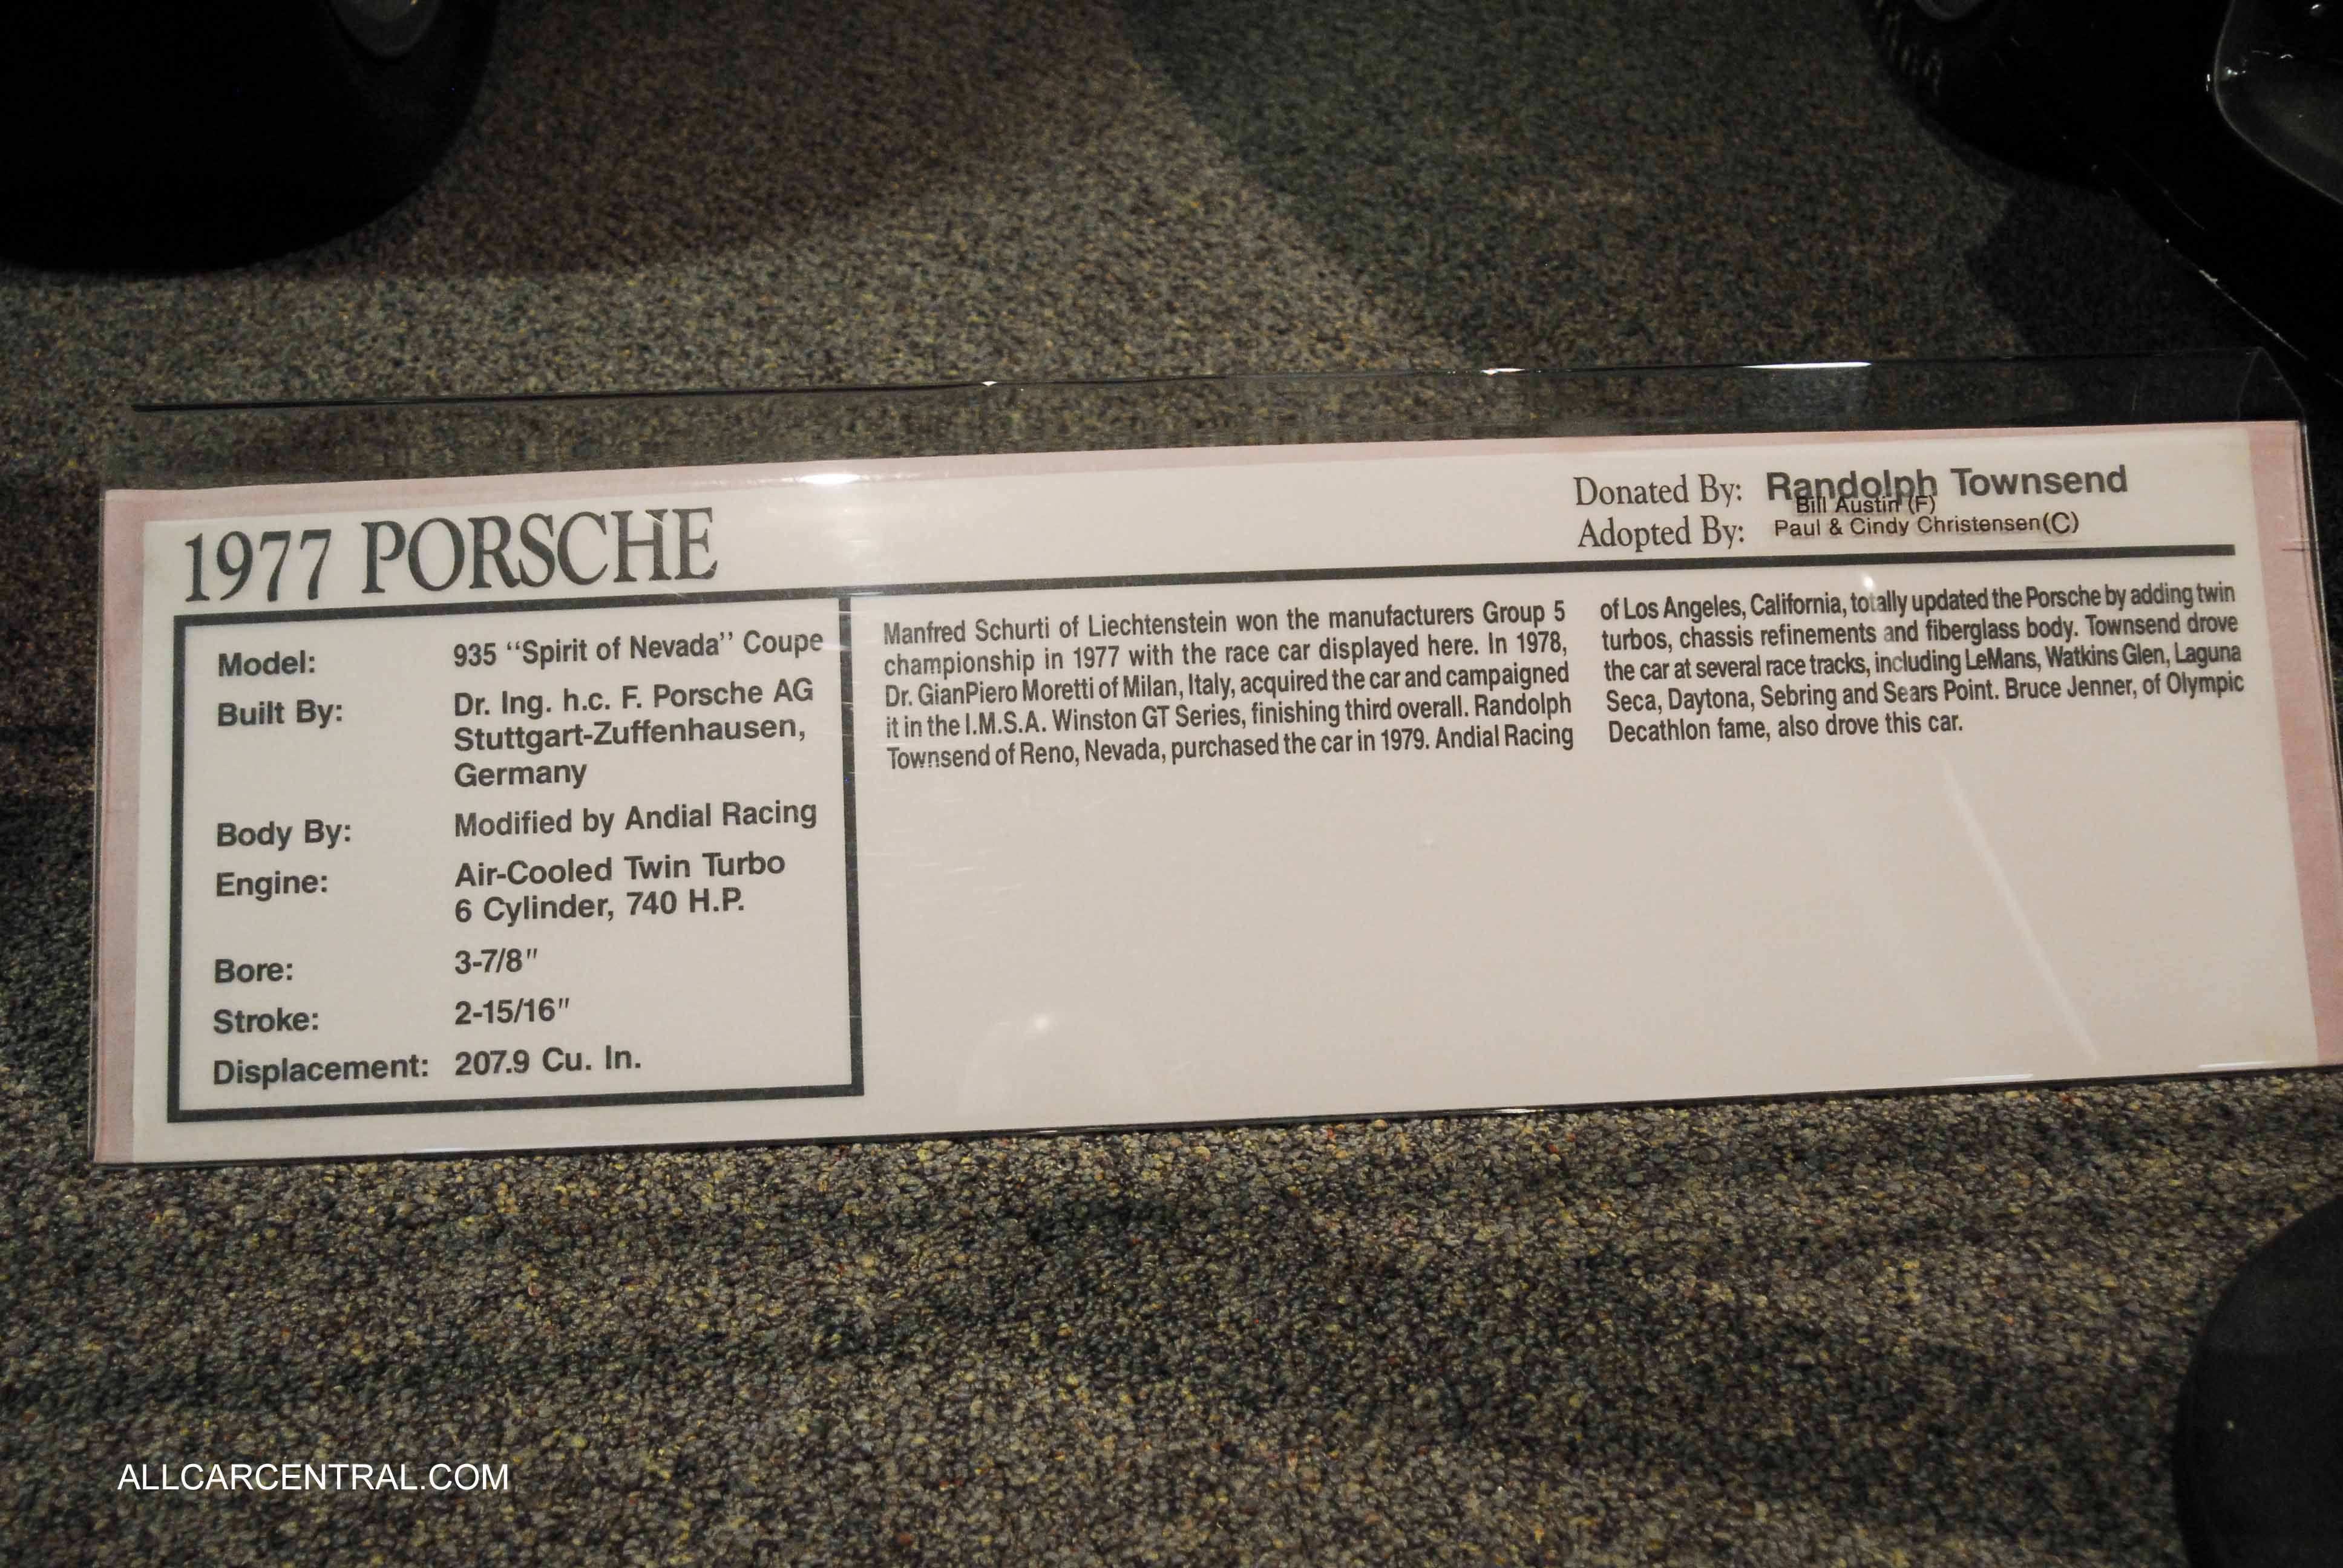 1977 PORSCHE
Donated By: Randolph Townsend
Bill Austin (F)
Adopted By: Paul & Cindy Christensen(C)
Model: 935 “Spirit of Nevada” Coupe
Built By: Dr. Ing. h.c. F. Porsche AG
Stuttgart-Zuffenhausen,
Germany
Body By: Modified by Andial Racing
Engine: Air-Cooled Twin Turbo
6 Cylinder, 740 H.P.
Bore: 3-7/8"
Stroke: 2-15/16"
Displacement: 207.9 Cu. In.
Manfred Schurti of Liechtenstein won the manufacturers Group 5
championship in 1977 with the race car displayed here. In 1978,
Dr. GianPiero Moretti of Milan, Italy, acquired the car and campaigned
it in the I.M.S.A. Winston GT Series, finishing third overall. Randolph
Townsend of Reno, Nevada, purchased the car in 1979. Andial Racing
of Los Angeles, California, totally updated the Porsche by adding twin
turbos, chassis refinements and fiberglass body. Townsend drove
the car at several race tracks, including LeMans, Watkins Glen, Laguna
Seca, Daytona, Sebring and Sears Point. Bruce Jenner, of Olympic
Decathlon fame, also drove this car.
ALLCARCENTRAL.COM